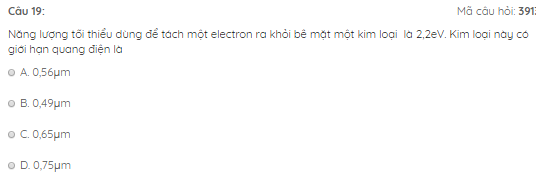 Câu 19: Mã câu hỏi: 391
Năng lượng tối thiểu dùng để tách một electron ra khỏi bề mặt một kim loại là 2,2eV. Kim loại này có
giới hạn quang điện là
A. 0,56µm
B. 0,49µm
C. 0,65µm
D. 0,75µm